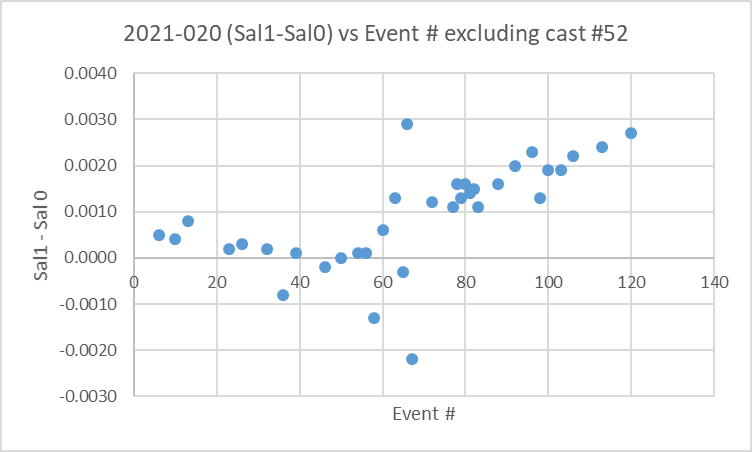 2021-020 (Sal1-Sal0) vs Event # excluding cast #52
0.0040
0.0030
0.0020
0.0010
0.0000
-0.0010
-0.0020
-0.0030
Sal1 - Sal 0
0 20 40 60 80 100 120 140
Event #